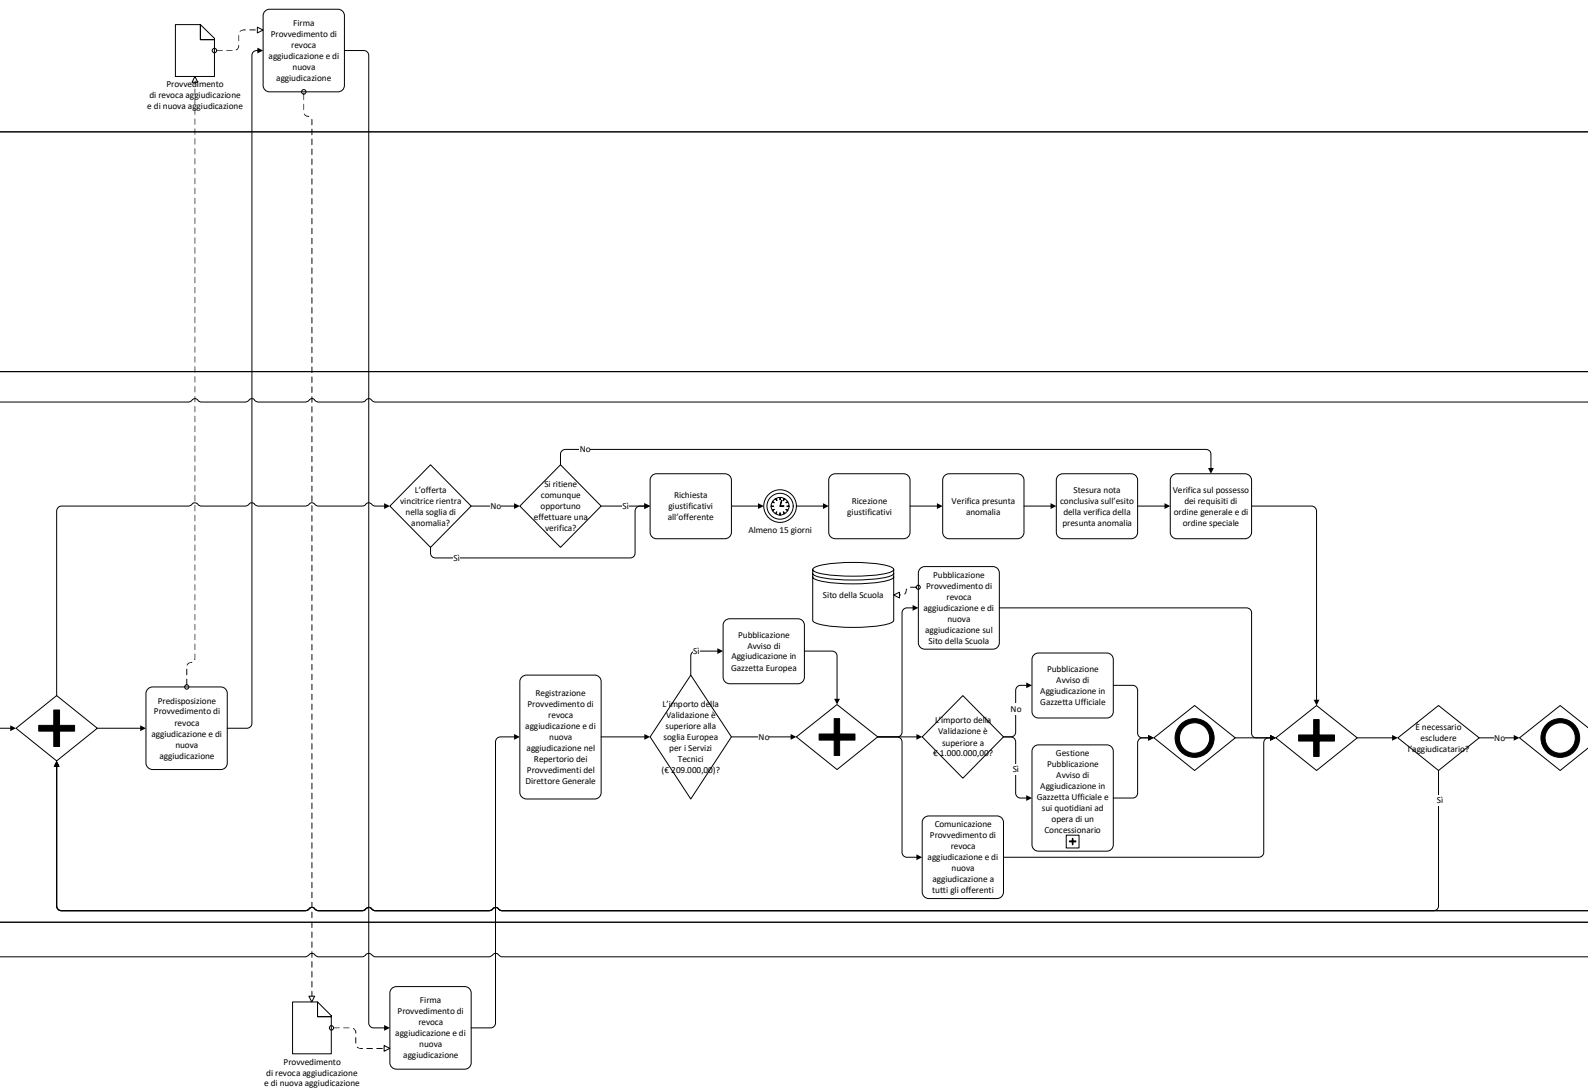 Firma
Provvedimento di
revoca
aggiudicazione e di
nuova
aggiudicazione
Provvedimento
di revoca aggiudicazione
e di nuova aggiudicazione
No
L'offerta
vincitrice rientra
nella soglia di
anomalia?
No
Si ritiene
comunque
opportuno
effettuare una
verifica?
Sì
Sì
Richiesta
giustificativi
all'offerente
Almeno 15 giorni
Ricezione
giustificativi
Verifica presunta
anomalia
Stesura nota
conclusiva sull'esito
della verifica della
presunta anomalia
Verifica sul possesso
dei requisiti di
ordine generale e di
ordine speciale
Sito della Scuola
Pubblicazione
Provvedimento di
revoca
aggiudicazione e di
nuova
aggiudicazione sul
Sito della Scuola
Predisposizione
Provvedimento di
revoca
aggiudicazione e di
nuova
aggiudicazione
Registrazione
Provvedimento di
revoca
aggiudicazione e di
nuova
aggiudicazione nel
Repertorio dei
Provvedimenti del
Direttore Generale
L'importo della
Validazione è
superiore alla
soglia Europea
per i Servizi
Tecnici
(€ 209.000,00)?
Sì
Pubblicazione
Avviso di
Aggiudicazione in
Gazzetta Europea
No
L'importo della
Validazione è
superiore a
€ 1.000.000,00?
No
Sì
Pubblicazione
Avviso di
Aggiudicazione in
Gazzetta Ufficiale
Gestione
Pubblicazione
Avviso di
Aggiudicazione in
Gazzetta Ufficiale e
sui quotidiani ad
opera di un
Concessionario
Comunicazione
Provvedimento di
revoca
aggiudicazione e di
nuova
aggiudicazione a
tutti gli offerenti
È necessario
escludere
l'aggiudicatario?
No
Sì
Firma
Provvedimento di
revoca
aggiudicazione e di
nuova
aggiudicazione
Provvedimento
di revoca aggiudicazione
e di nuova aggiudicazione